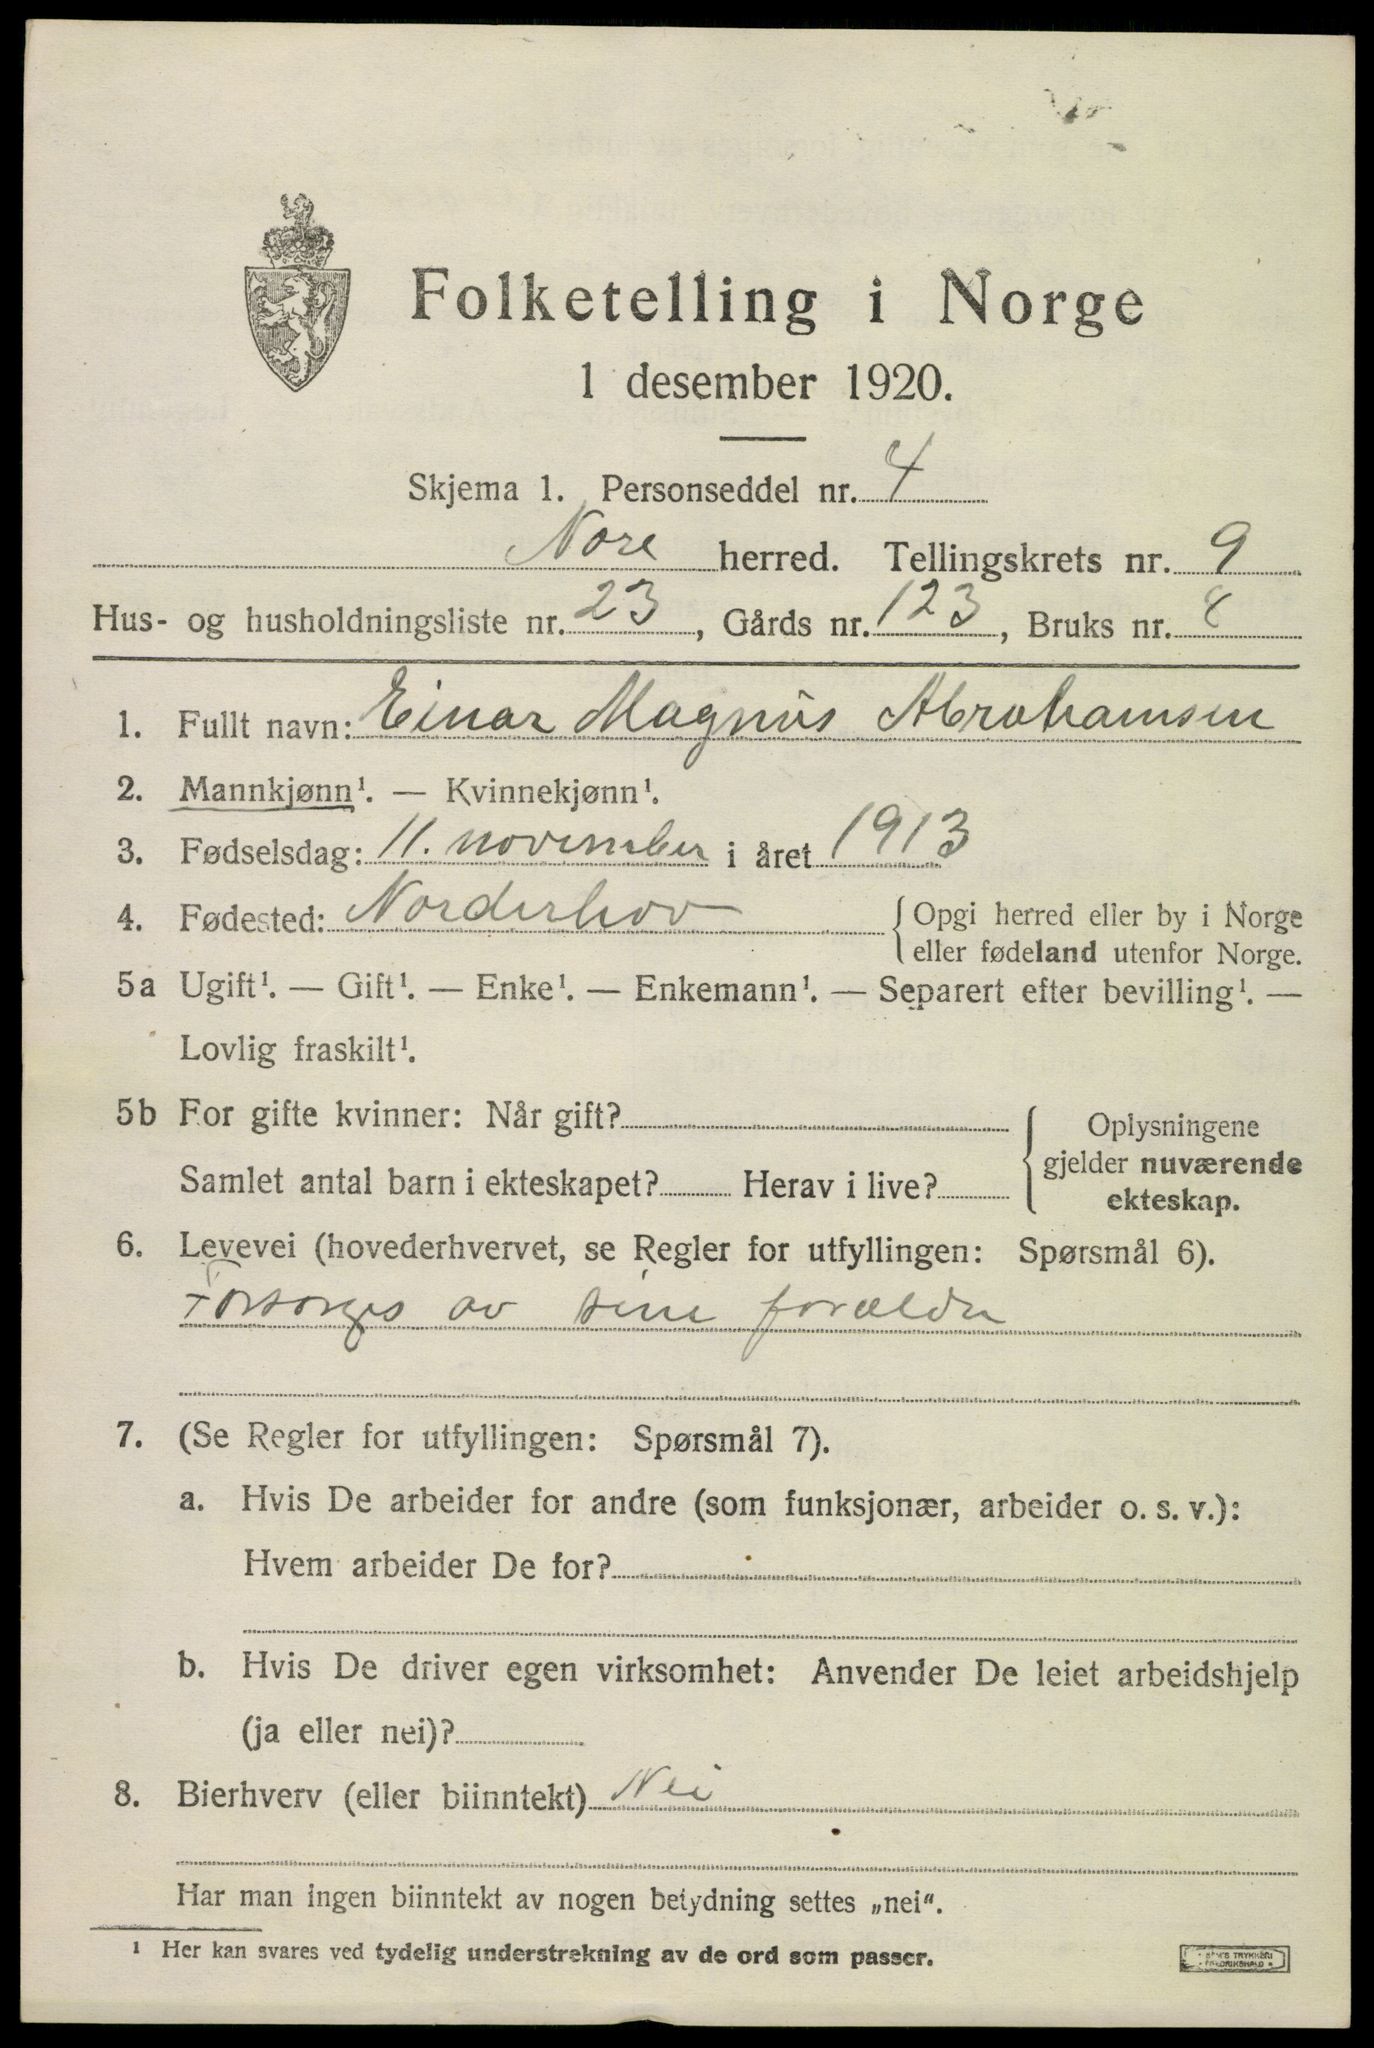 Folketelling i Norge
1 desember 1920.
Skjema 1. Personseddel nr. 4
Nore herred. Tellingskrets nr. 9
Hus- og husholdningsliste nr. 23, Gårds nr. 123, Bruks nr. 8
1. Fullt navn: Einar Magnus Abrahamsen
2. Mannkjønn¹. — Kvinnekjønn¹.
3. Fødselsdag: 11. november i året 1913
4. Fødested: Norderhov { Opgi herred eller by i Norge
eller fødeland utenfor Norge.
5a Ugift¹. — Gift¹. — Enke¹. — Enkemann¹. — Separert efter bevilling¹. —
Lovlig fraskilt¹.
5b For gifte kvinner: Når gift?
Samlet antal barn i ekteskapet? Herav i live?
Oplysningene
gjelder nuværende
ekteskap.
6. Levevei (hovederhvervet, se Regler for utfyllingen: Spørsmål 6).
Forsorges av sine forældre
7. (Se Regler for utfyllingen: Spørsmål 7).
a. Hvis De arbeider for andre (som funksjonær, arbeider o. s. v.):
Hvem arbeider De for?
b. Hvis De driver egen virksomhet: Anvender De leiet arbeidshjelp
(ja eller nei)?
8. Bierhverv (eller biinntekt) Nei
Har man ingen biinntekt av nogen betydning settes „nei".
¹ Her kan svares ved tydelig understrekning av de ord som passer.
TRYKKERI
FREDRIKSHALD